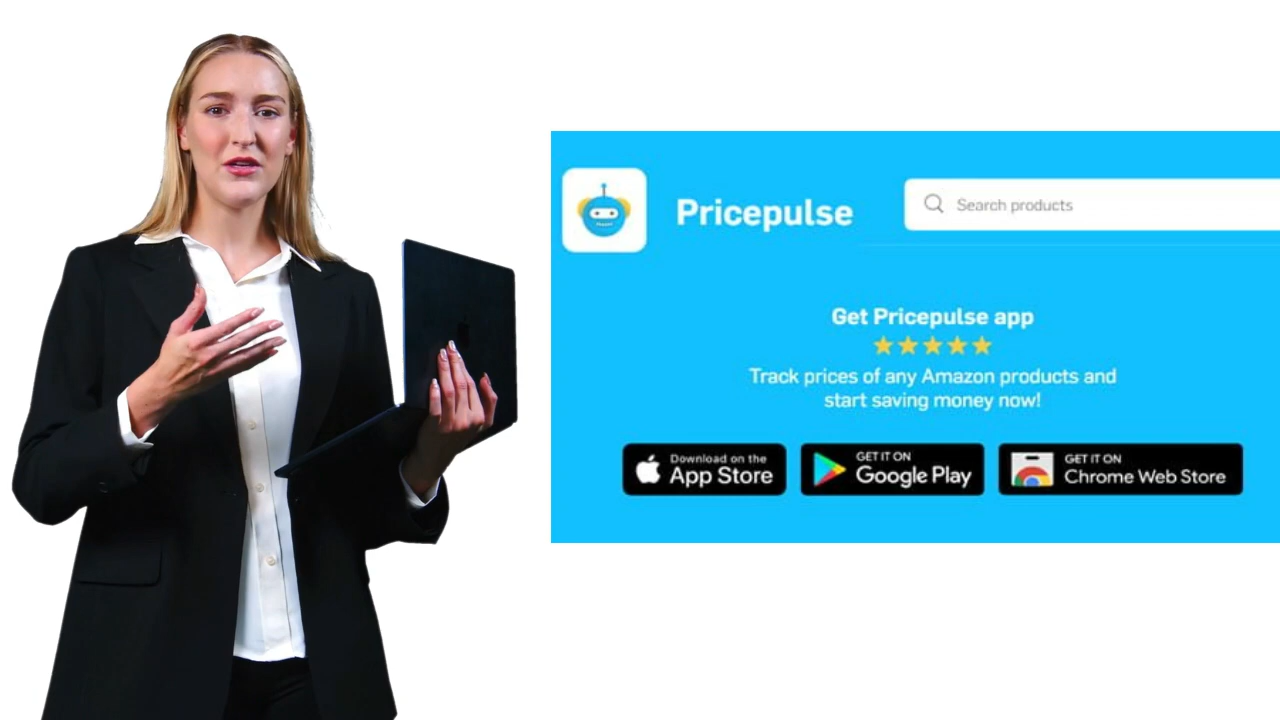 Pricepulse
Search products
Get Pricepulse app
Track prices of any Amazon products and
start saving money now!
Download on the
App Store
GET IT ON
Google Play
GET IT ON
Chrome Web Store